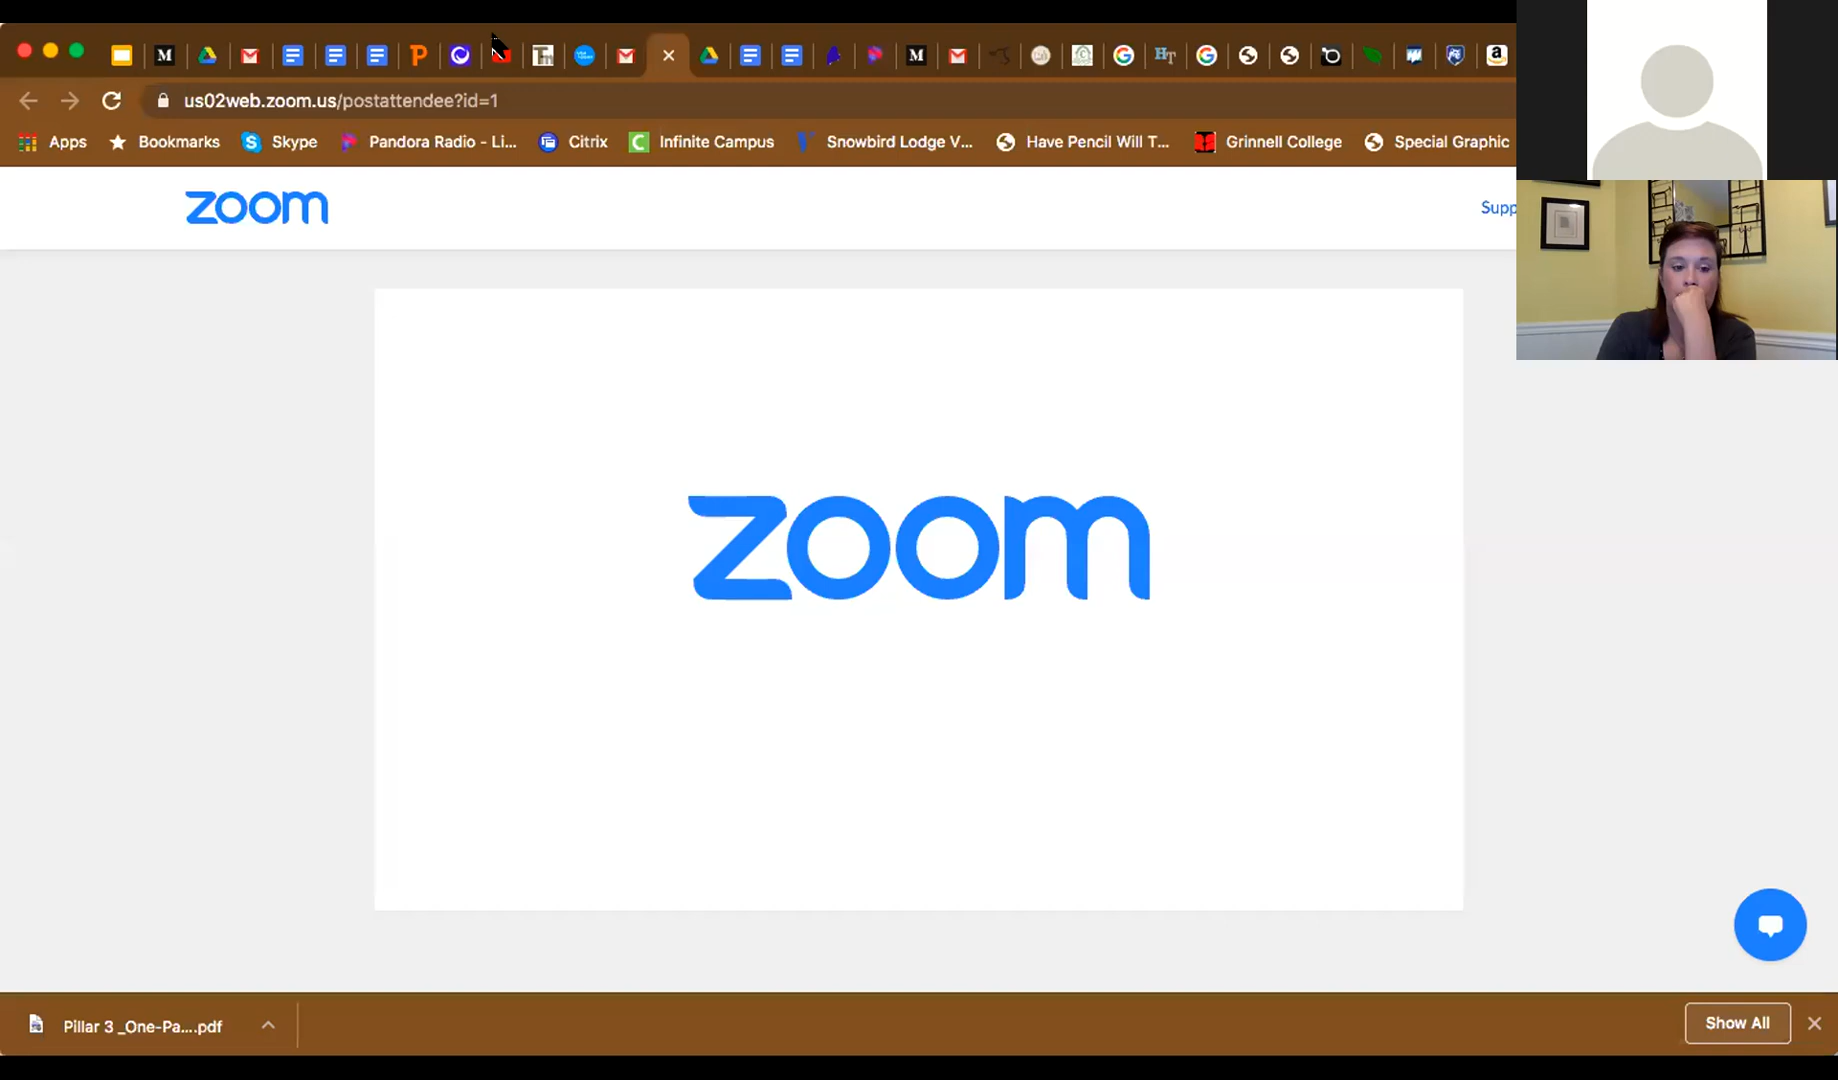 us02web.zoom.us/postattendee?id=1
Apps Bookmarks Skype Pandora Radio - Li... Citrix Infinite Campus Snowbird Lodge V... Have Pencil Will T... Grinnell College Special Graphic
zoom Supp
zoom
Pillar 3 _One-Pa....pdf Show All